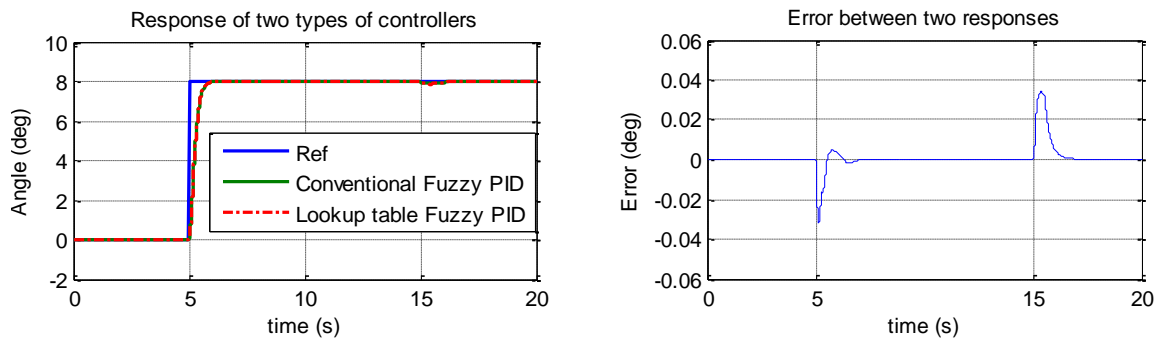 Response of two types of controllers
10
8
6
4
2
0
-2
0
5
10
15
20
Angle (deg)
time (s)
Ref
Conventional Fuzzy PID
Lookup table Fuzzy PID
Error between two responses
0.06
0.04
0.02
0
-0.02
-0.04
-0.06
0
5
10
15
20
Error (deg)
time (s)